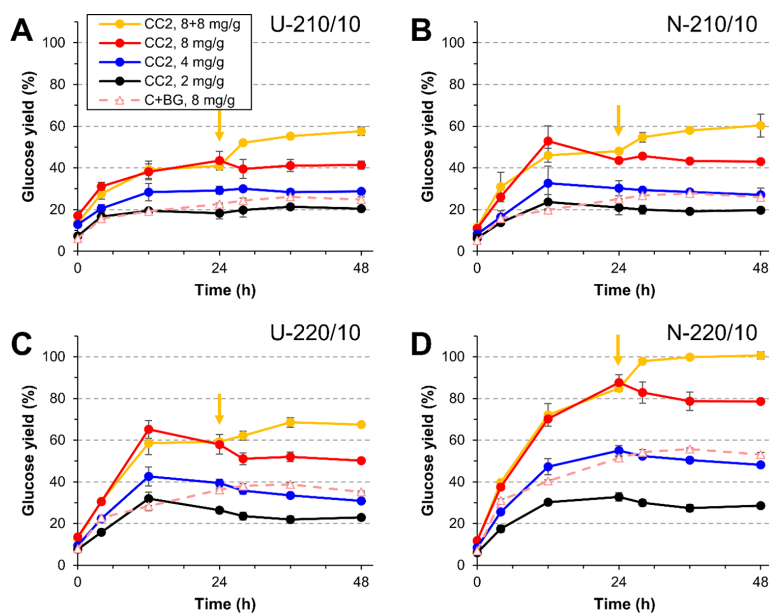 A
U-210/10
CC2, 8+8 mg/g
CC2, 8 mg/g
CC2, 4 mg/g
CC2, 2 mg/g
C+BG, 8 mg/g
Glucose yield (%)
100
80
60
40
20
0
0
24
48
Time (h)
B
N-210/10
Glucose yield (%)
100
80
60
40
20
0
0
24
48
Time (h)
C
U-220/10
Glucose yield (%)
100
80
60
40
20
0
0
24
48
Time (h)
D
N-220/10
Glucose yield (%)
100
80
60
40
20
0
0
24
48
Time (h)